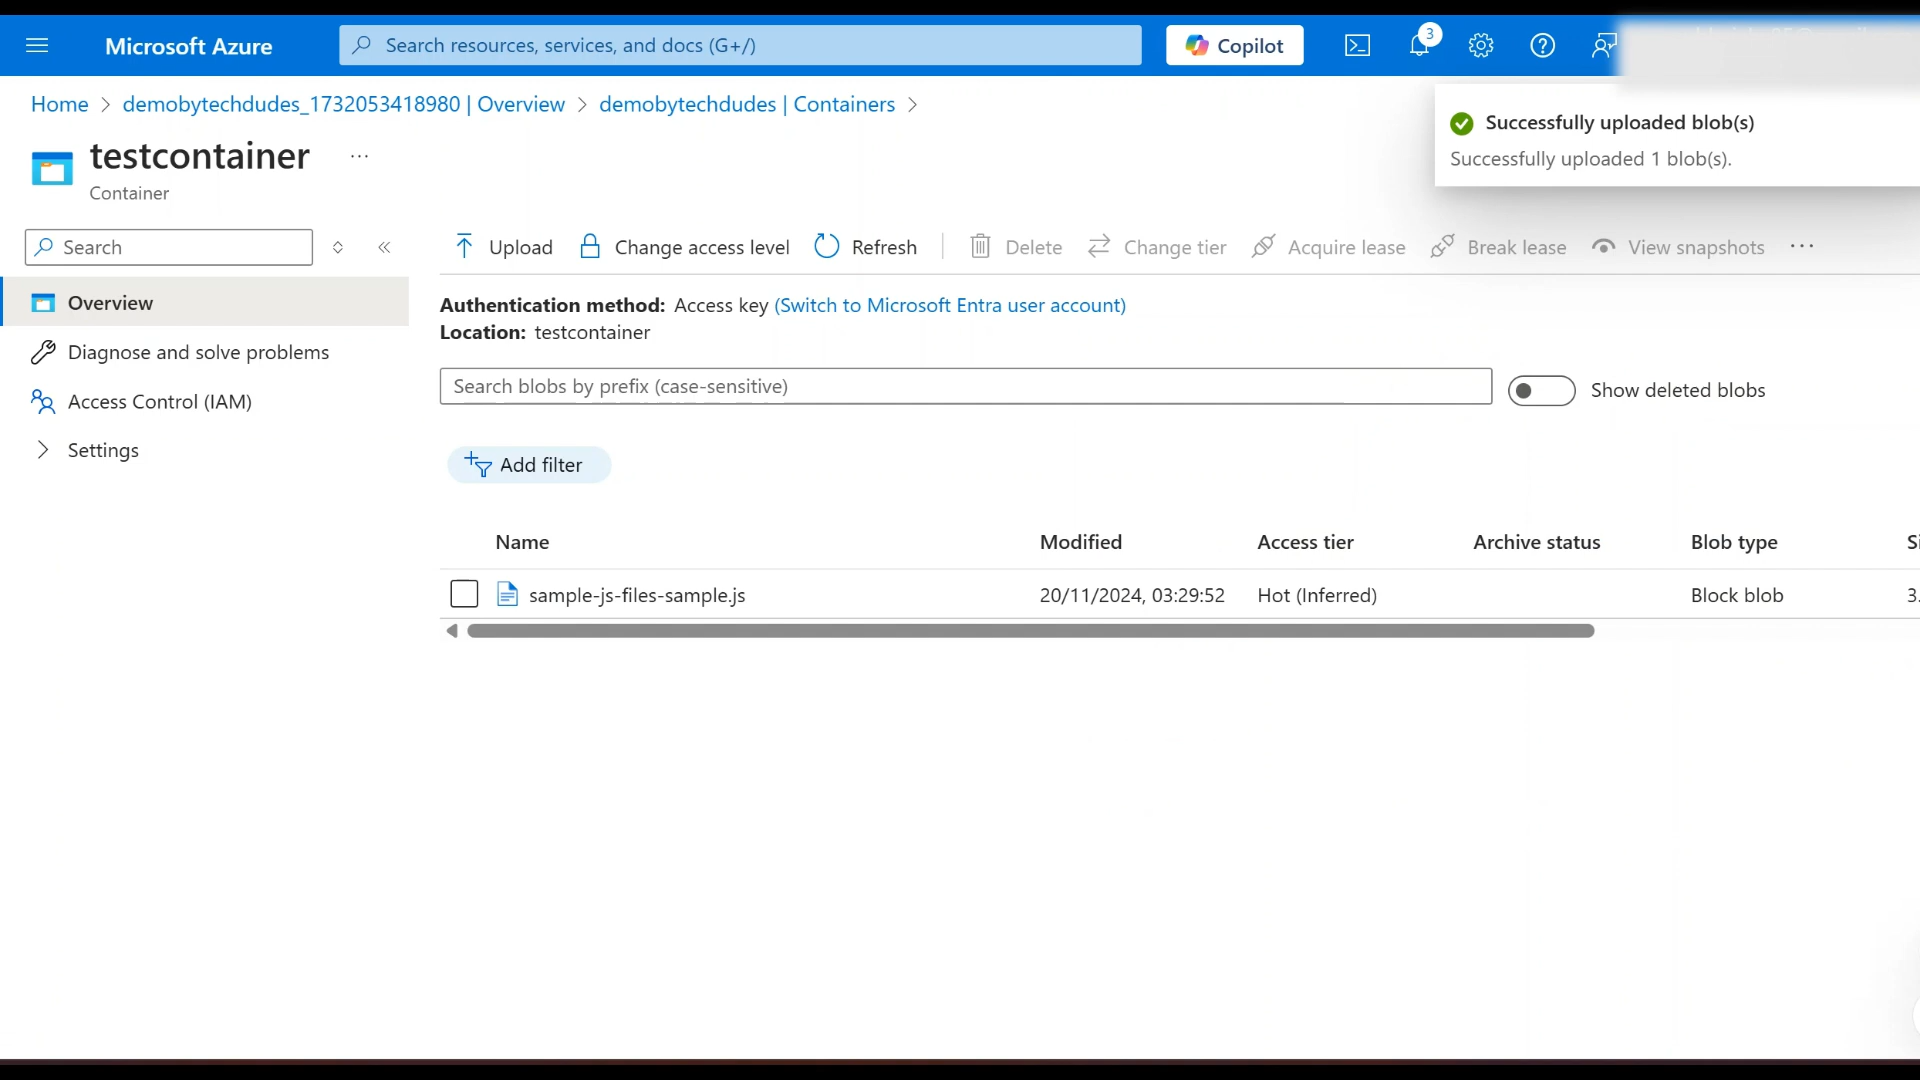 Microsoft Azure
Search resources, services, and docs (G+/)
Copilot
3
Home > demobytechdudes_1732053418980 | Overview > demobytechdudes | Containers >
Successfully uploaded blob(s)
Successfully uploaded 1 blob(s).
testcontainer ...
Container
Search
Upload
Change access level
Refresh
Delete
Change tier
Acquire lease
Break lease
View snapshots
...
Overview
Diagnose and solve problems
Access Control (IAM)
Settings
Authentication method: Access key (Switch to Microsoft Entra user account)
Location: testcontainer
Search blobs by prefix (case-sensitive)
Show deleted blobs
Add filter
Name Modified Access tier Archive status Blob type
sample-js-files-sample.js 20/11/2024, 03:29:52 Hot (Inferred) Block blob